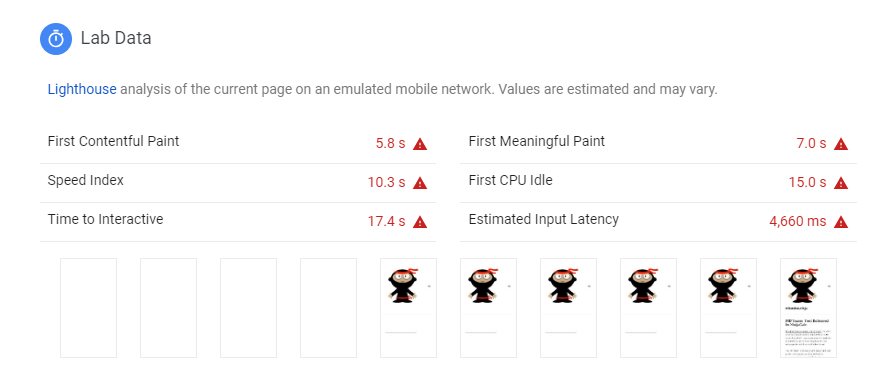 Lab Data
Lighthouse analysis of the current page on an emulated mobile network. Values are estimated and may vary.
First Contentful Paint 5.8 s
First Meaningful Paint 7.0 s
Speed Index 10.3 s
First CPU Idle 15.0 s
Time to Interactive 17.4 s
Estimated Input Latency 4,660 ms